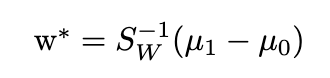 w* = S_W^{-1}(μ_1 − μ_0)